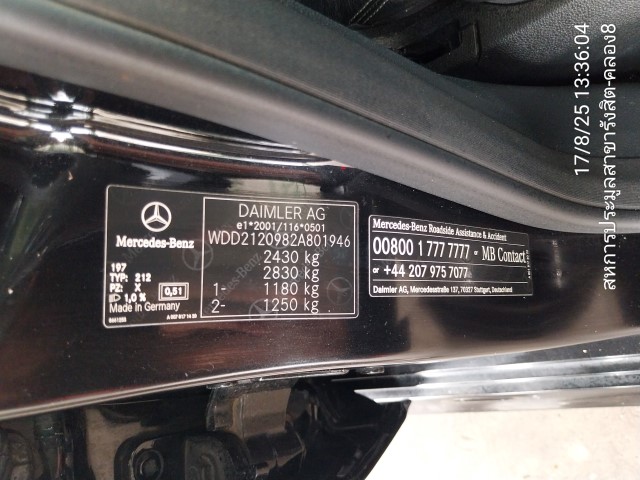 DAIMLER AG
e1*2001/116*0501
WDD2120982A801946
2430 kg
2830 kg
1- 1180 kg
2- 1250 kg
Mercedes-Benz
197
TYP: 212
PZ: X
1,0 % 0,51
Made in Germany
Mercedes-Benz Roadside Assistance & Accident
00800 1 777 7777 or MB Contact
or +44 207 975 7077
Daimler AG, Mercedesstraße 137, 70327 Stuttgart, Deutschland
17/8/25 13:36:04
สหการประมูลสาขารังสิต-คลอง8